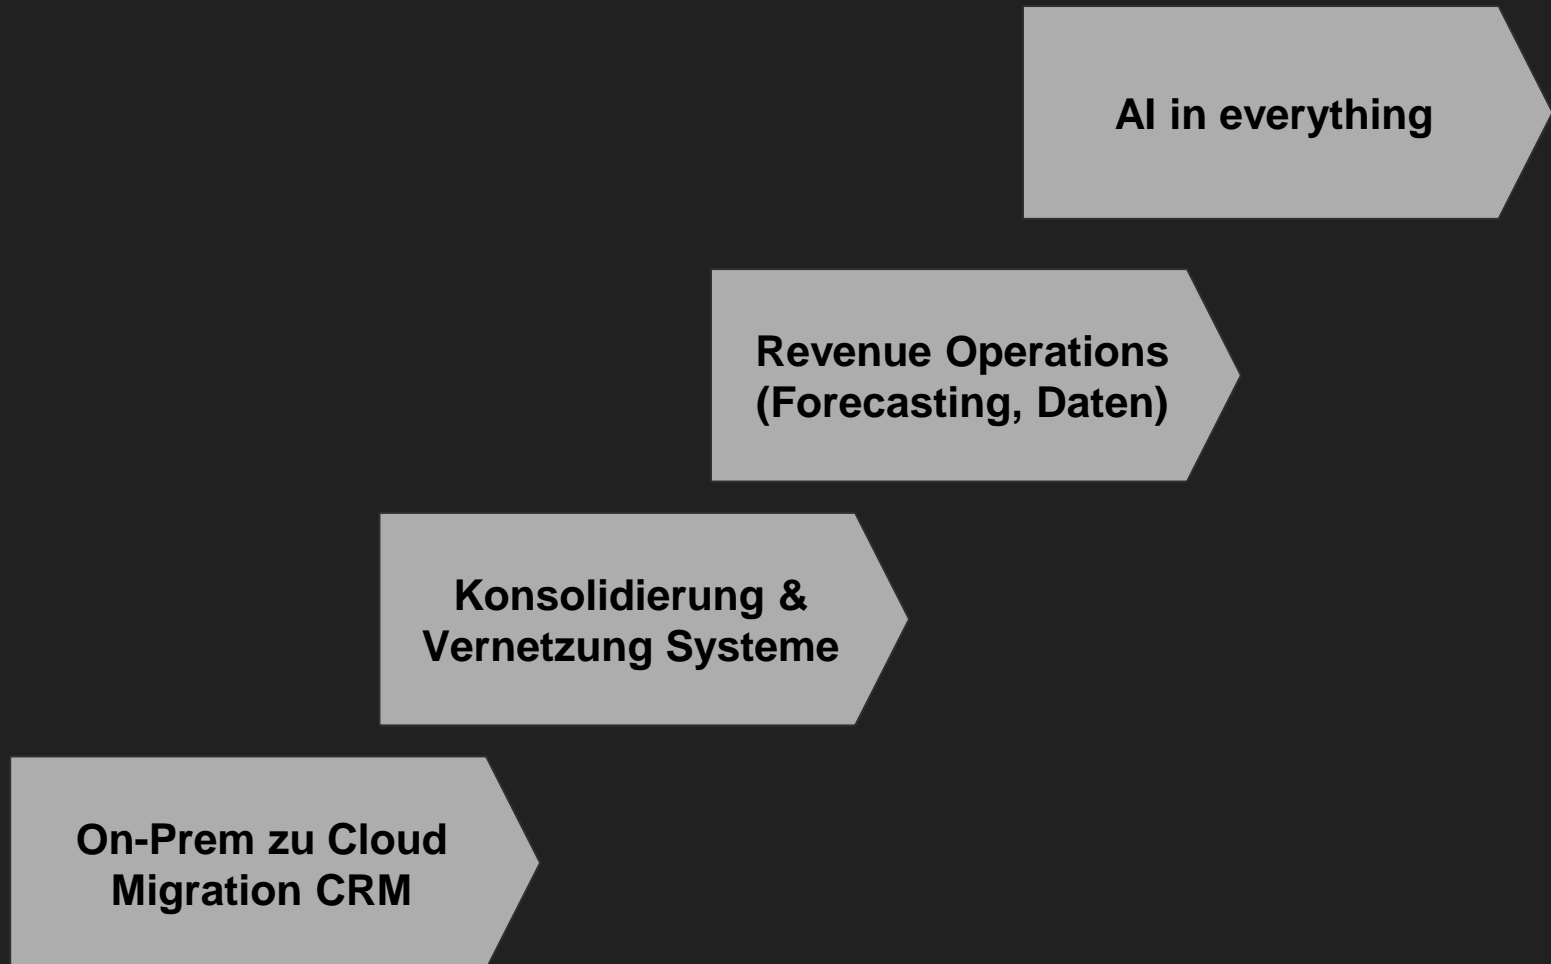 AI in everything
Revenue Operations
(Forecasting, Daten)
Konsolidierung &
Vernetzung Systeme
On-Prem zu Cloud
Migration CRM